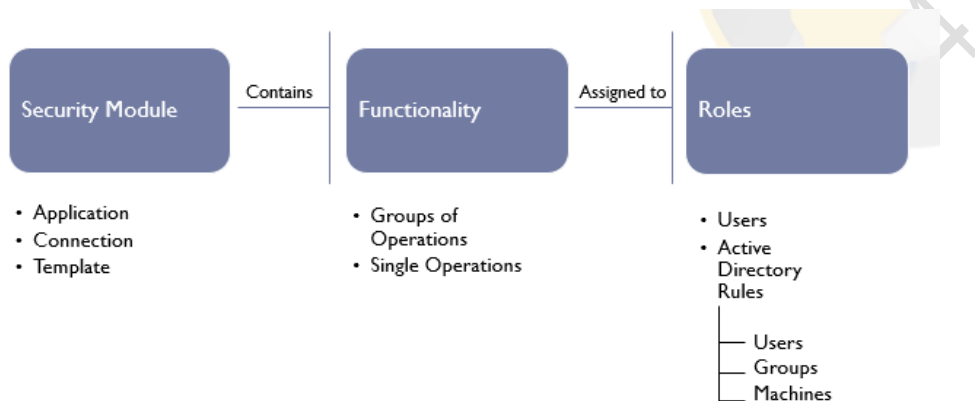 Security Module
Contains
Functionality
Assigned to
Roles
• Application
• Connection
• Template
• Groups of
Operations
• Single Operations
• Users
• Active
Directory
Rules
Users
Groups
Machines